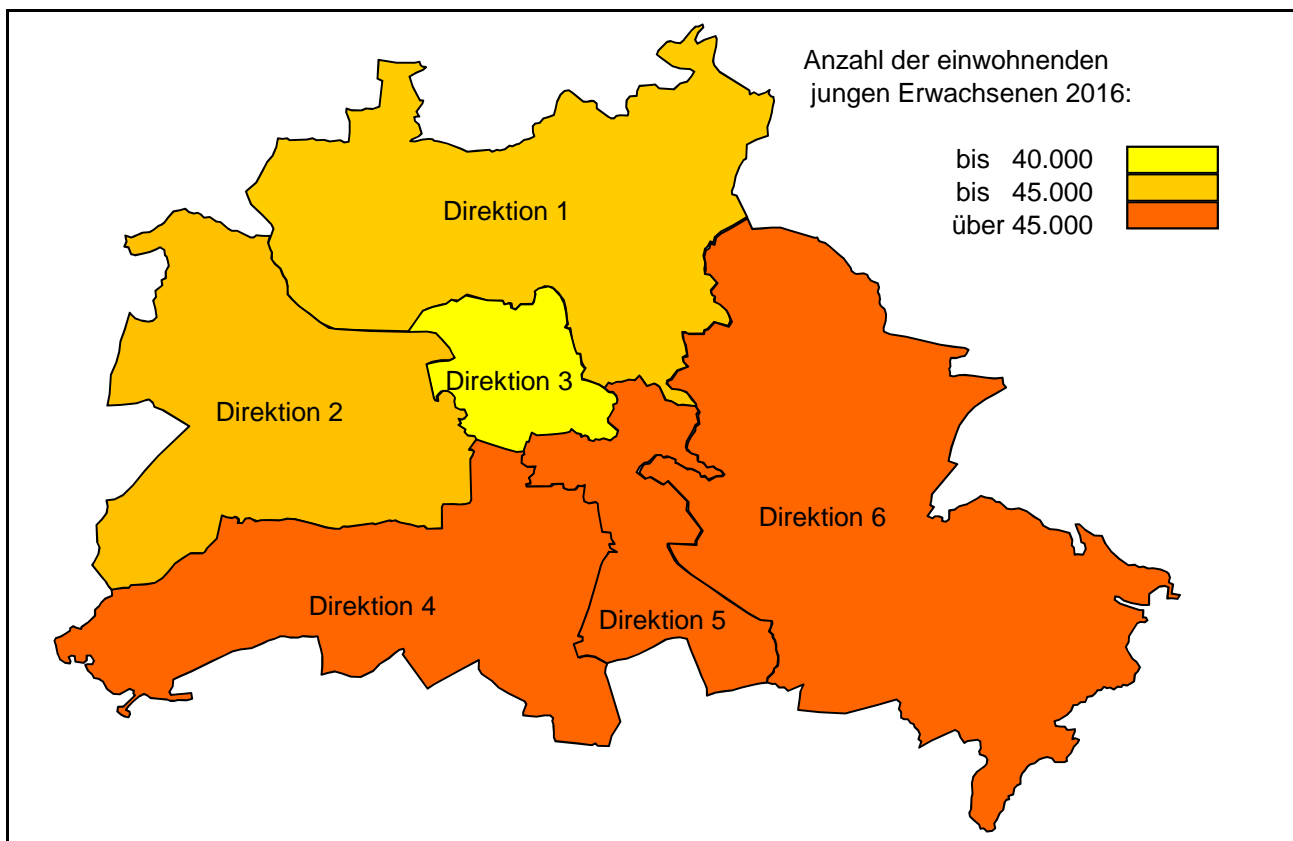 Anzahl der einwohnenden
jungen Erwachsenen 2016:
bis 40.000
bis 45.000
über 45.000
Direktion 1
Direktion 3
Direktion 2
Direktion 6
Direktion 4
Direktion 5